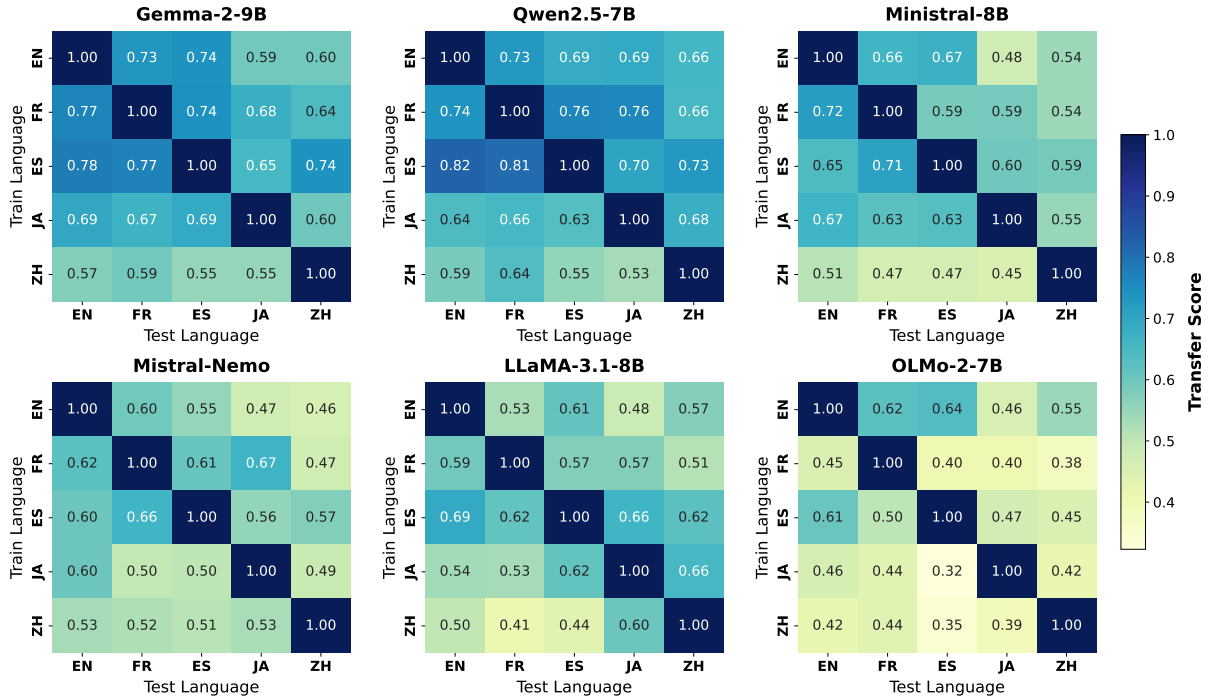 Gemma-2-9B
Train Language
EN 1.00 0.73 0.74 0.59 0.60
FR 0.77 1.00 0.74 0.68 0.64
ES 0.78 0.77 1.00 0.65 0.74
JA 0.69 0.67 0.69 1.00 0.60
ZH 0.57 0.59 0.55 0.55 1.00
EN FR ES JA ZH
Test Language
Qwen2.5-7B
Train Language
EN 1.00 0.73 0.69 0.69 0.66
FR 0.74 1.00 0.76 0.76 0.66
ES 0.82 0.81 1.00 0.70 0.73
JA 0.64 0.66 0.63 1.00 0.68
ZH 0.59 0.64 0.55 0.53 1.00
EN FR ES JA ZH
Test Language
Ministral-8B
Train Language
EN 1.00 0.66 0.67 0.48 0.54
FR 0.72 1.00 0.59 0.59 0.54
ES 0.65 0.71 1.00 0.60 0.59
JA 0.67 0.63 0.63 1.00 0.55
ZH 0.51 0.47 0.47 0.45 1.00
EN FR ES JA ZH
Test Language
Mistral-Nemo
Train Language
EN 1.00 0.60 0.55 0.47 0.46
FR 0.62 1.00 0.61 0.67 0.47
ES 0.60 0.66 1.00 0.56 0.57
JA 0.60 0.50 0.50 1.00 0.49
ZH 0.53 0.52 0.51 0.53 1.00
EN FR ES JA ZH
Test Language
LLaMA-3.1-8B
Train Language
EN 1.00 0.53 0.61 0.48 0.57
FR 0.59 1.00 0.57 0.57 0.51
ES 0.69 0.62 1.00 0.66 0.62
JA 0.54 0.53 0.62 1.00 0.66
ZH 0.50 0.41 0.44 0.60 1.00
EN FR ES JA ZH
Test Language
OLMo-2-7B
Train Language
EN 1.00 0.62 0.64 0.46 0.55
FR 0.45 1.00 0.40 0.40 0.38
ES 0.61 0.50 1.00 0.47 0.45
JA 0.46 0.44 0.32 1.00 0.42
ZH 0.42 0.44 0.35 0.39 1.00
EN FR ES JA ZH
Test Language
1.0
0.9
0.8
0.7
0.6
0.5
0.4
Transfer Score